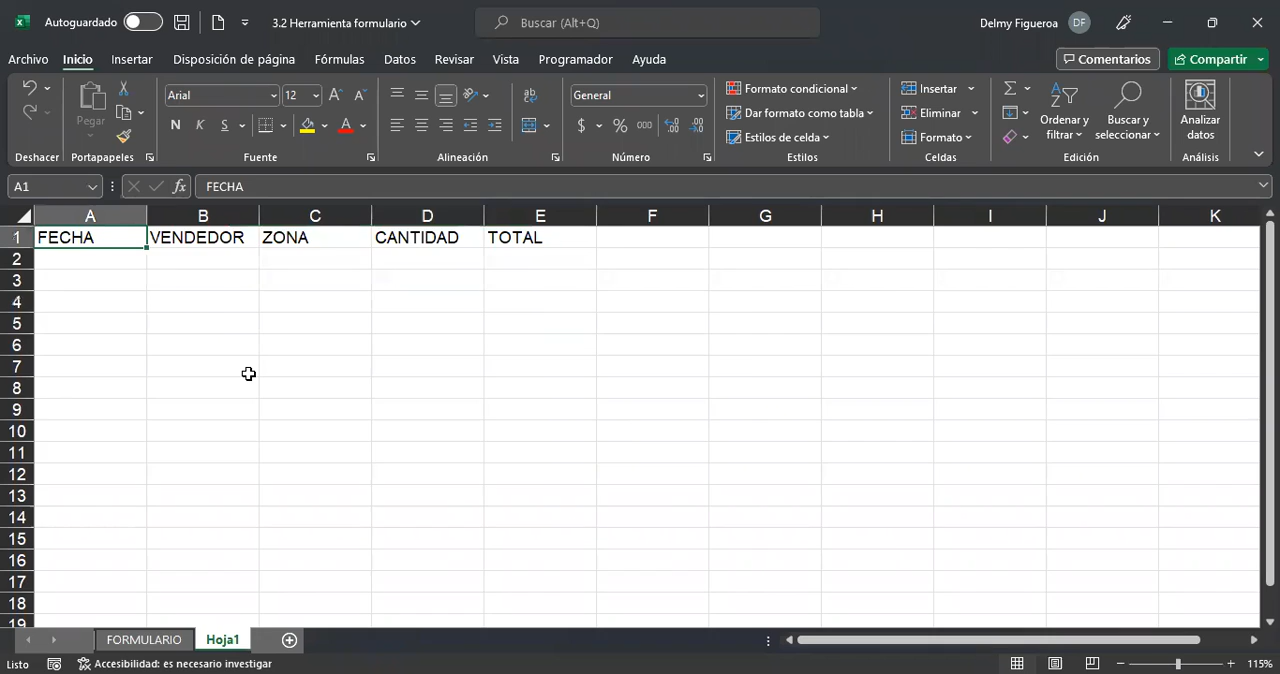 Autoguardado 3.2 Herramienta formulario Buscar (Alt+Q) Delmy Figueroa DF
Archivo Inicio Insertar Disposición de página Fórmulas Datos Revisar Vista Programador Ayuda Comentarios Compartir
Pegar
Arial 12
N K S
General
$ % 000
Formato condicional
Dar formato como tabla
Estilos de celda
Insertar
Eliminar
Formato
Ordenar y filtrar
Buscar y seleccionar
Analizar datos
Deshacer Portapapeles Fuente Alineación Número Estilos Celdas Edición Análisis
A1 fx FECHA
A B C D E F G H I J K
1 FECHA VENDEDOR ZONA CANTIDAD TOTAL
2
3
4
5
6
7
8
9
10
11
12
13
14
15
16
17
18
19
FORMULARIO Hoja1
Listo Accesibilidad: es necesario investigar 115%